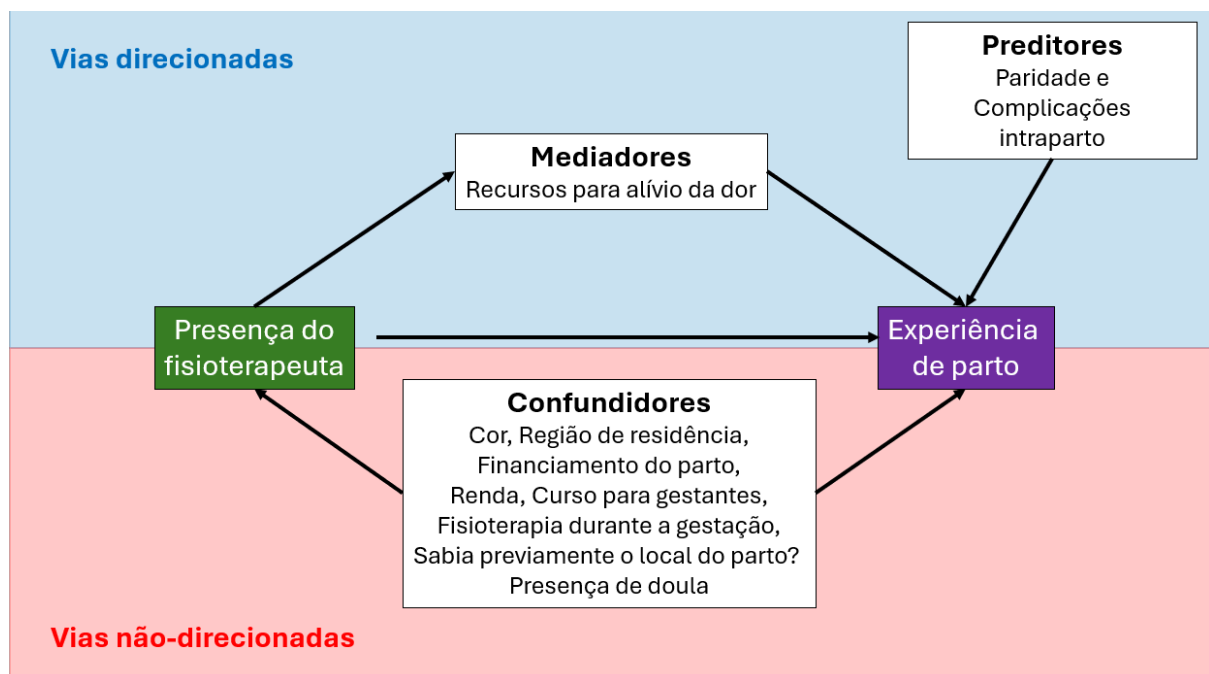 Vias direcionadas
Preditores
Paridade e
Complicações
intraparto
Mediadores
Recursos para alívio da dor
Presença do
fisioterapeuta
Experiência
de parto
Confundidores
Cor, Região de residência,
Financiamento do parto,
Renda, Curso para gestantes,
Fisioterapia durante a gestação,
Sabia previamente o local do parto?
Presença de doula
Vias não-direcionadas